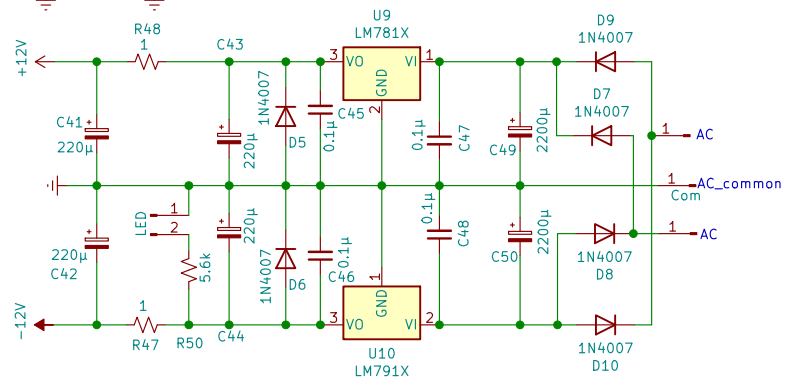 R48
1
+12V
C43
U9
LM781X
3
VO
VI
1
GND
2
D9
1N4007
D7
1N4007
C41
220µ
220µ
1N4007
D5
C45
0.1µ
0.1µ
C47
C49
2200µ
1
AC
1
AC_common
Com
1
AC
LED
1
2
220µ
C42
220µ
5.6k
1N4007
D6
0.1µ
C46
0.1µ
C48
C50
2200µ
1N4007
D8
-12V
1
R47
R50
C44
1
GND
3
VO
VI
2
U10
LM791X
1N4007
D10